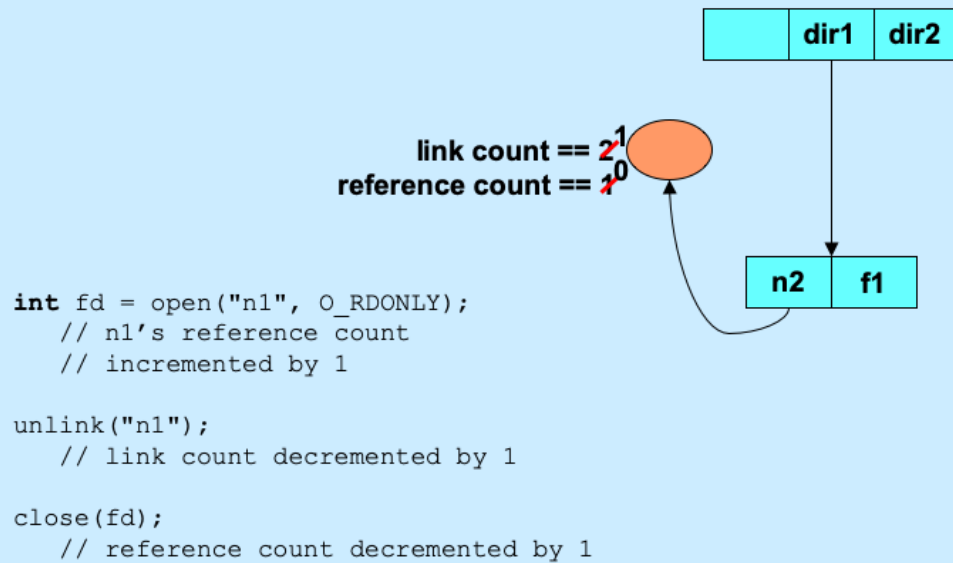 dir1 dir2
link count == 2 1
reference count == 1 0
n2 f1
int fd = open("n1", O_RDONLY);
// n1's reference count
// incremented by 1
unlink("n1");
// link count decremented by 1
close(fd);
// reference count decremented by 1